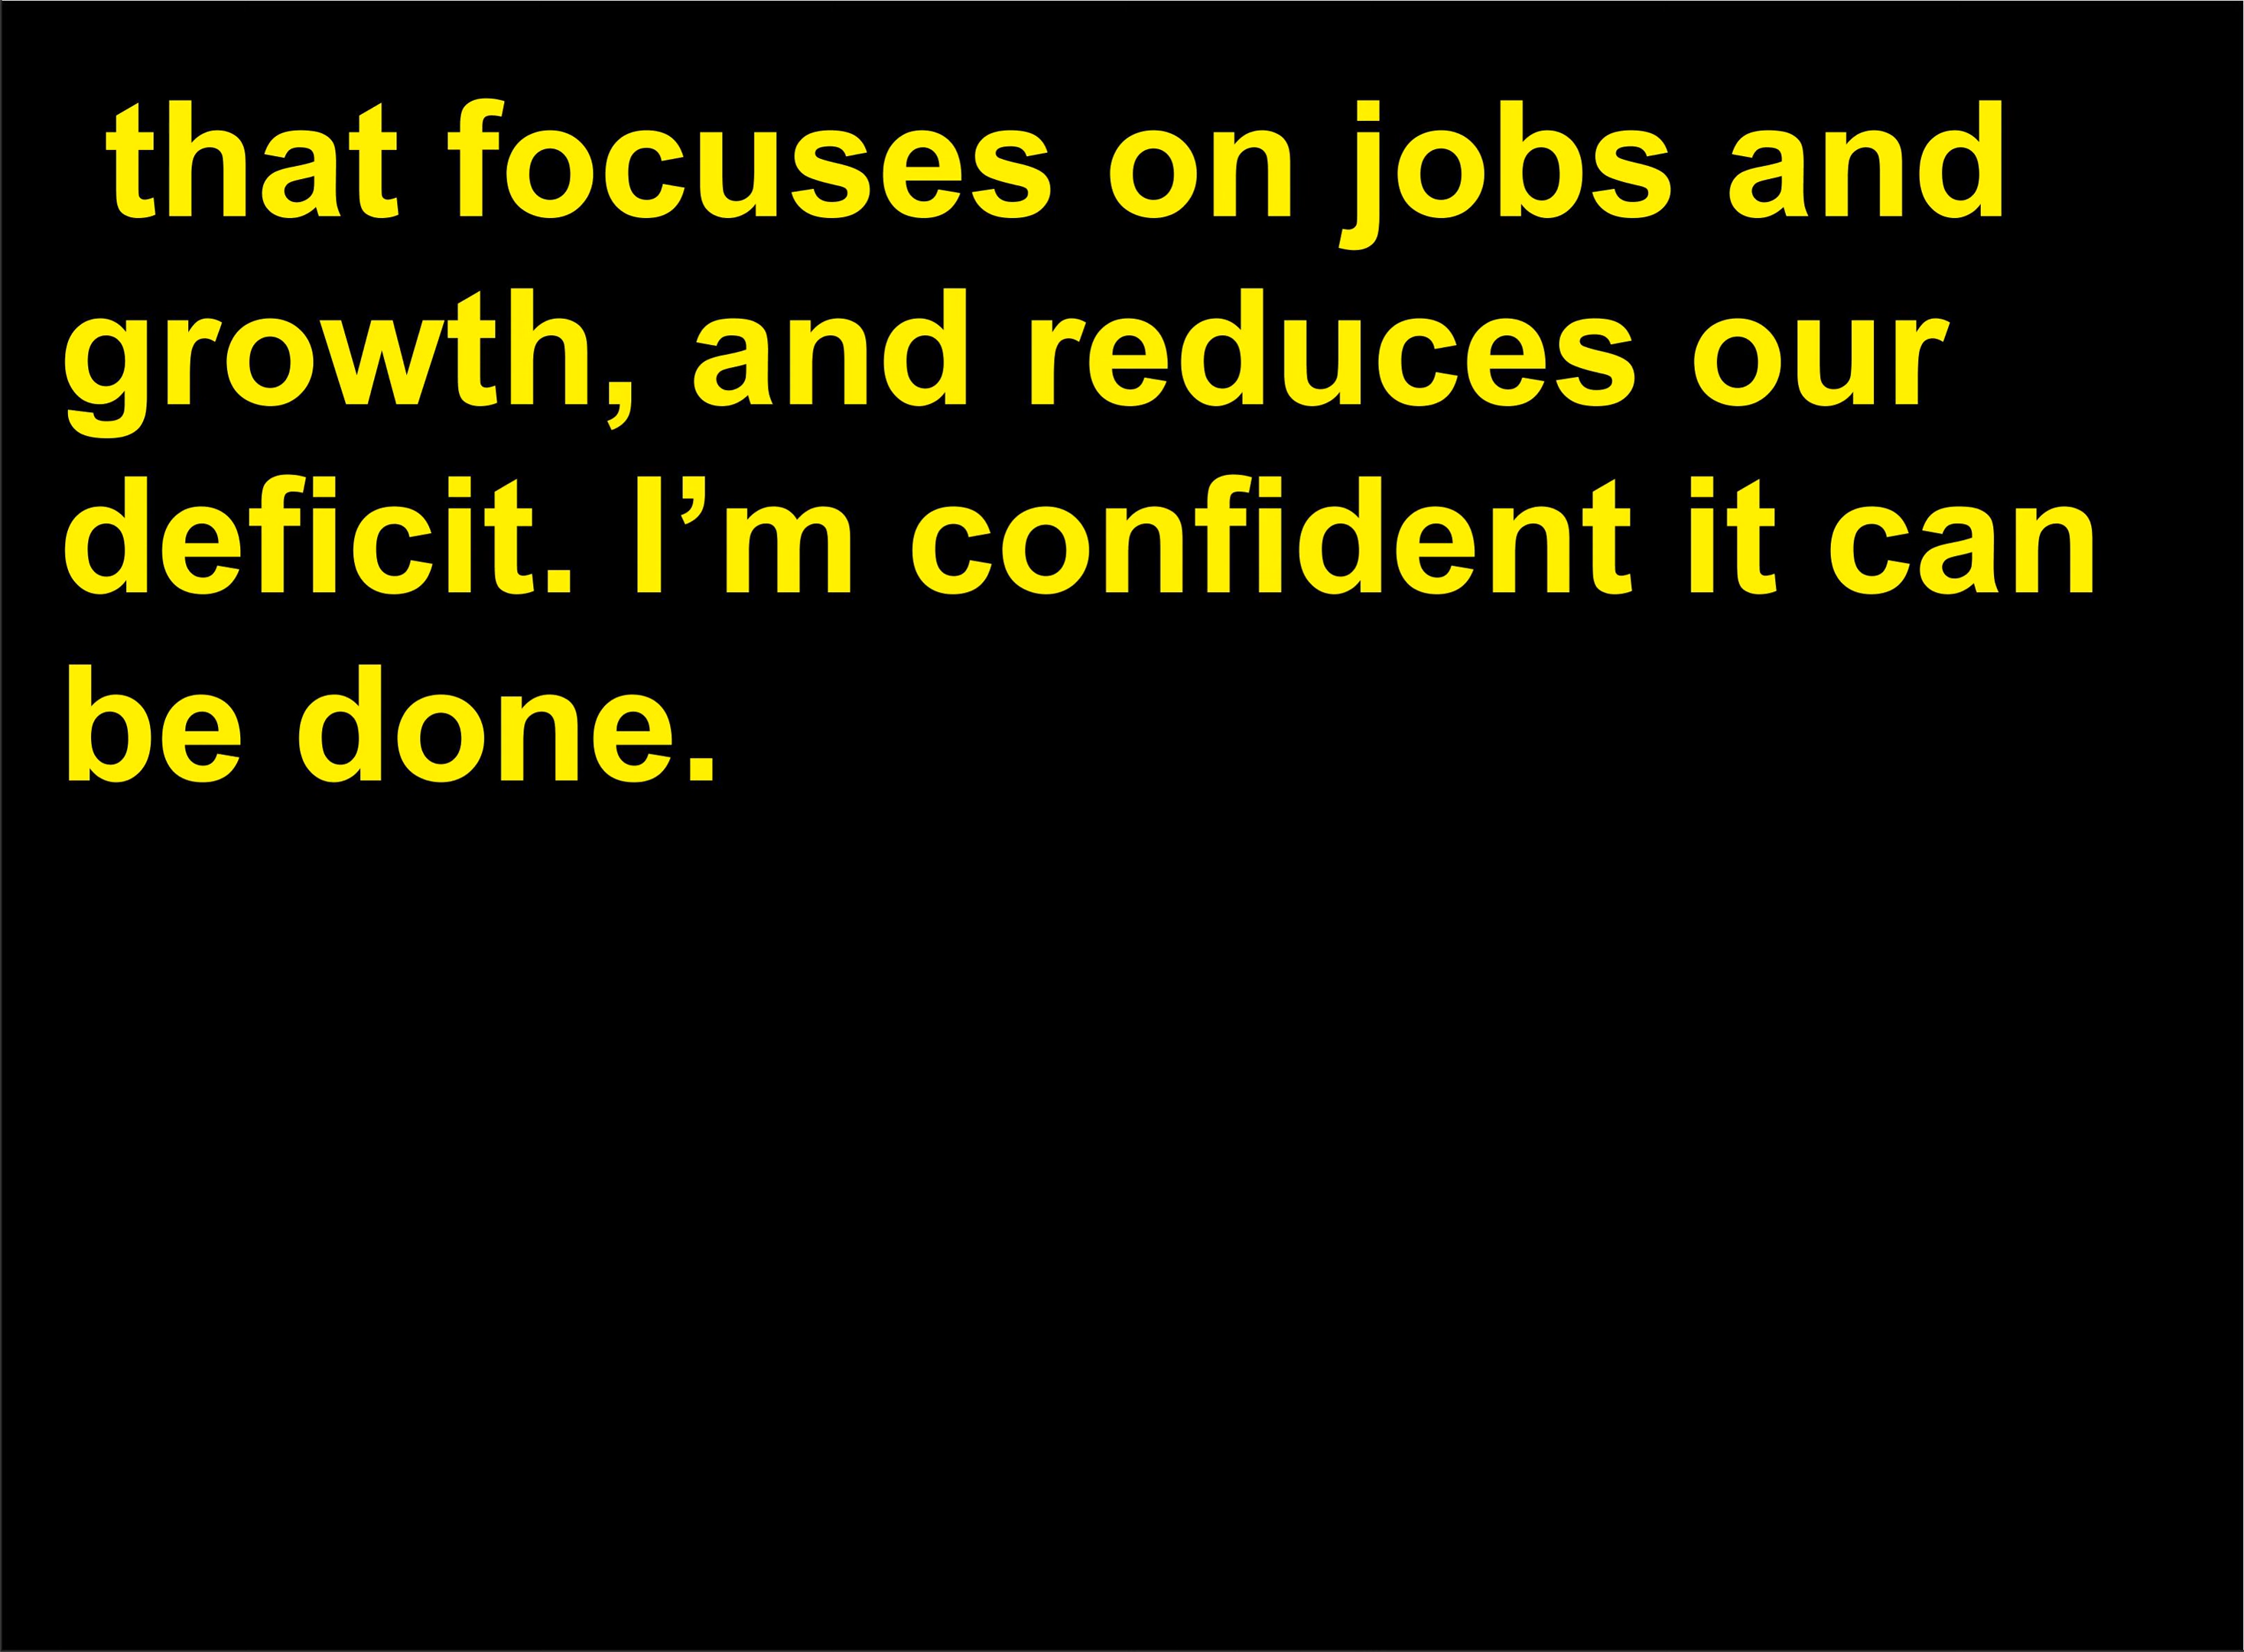 that focuses on jobs and
growth, and reduces our
deficit. I’m confident it can
be done.